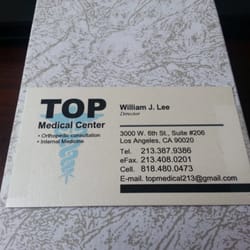 TOP
Medical Center
• Orthopedic consultation
• Internal Medicine
William J. Lee
Director
3000 W. 6th St., Suite #206
Los Angeles, CA 90020
Tel. 213.387.9386
eFax. 213.408.0201
Cell. 818.480.0473
E-mail. topmedical213@gmail.com